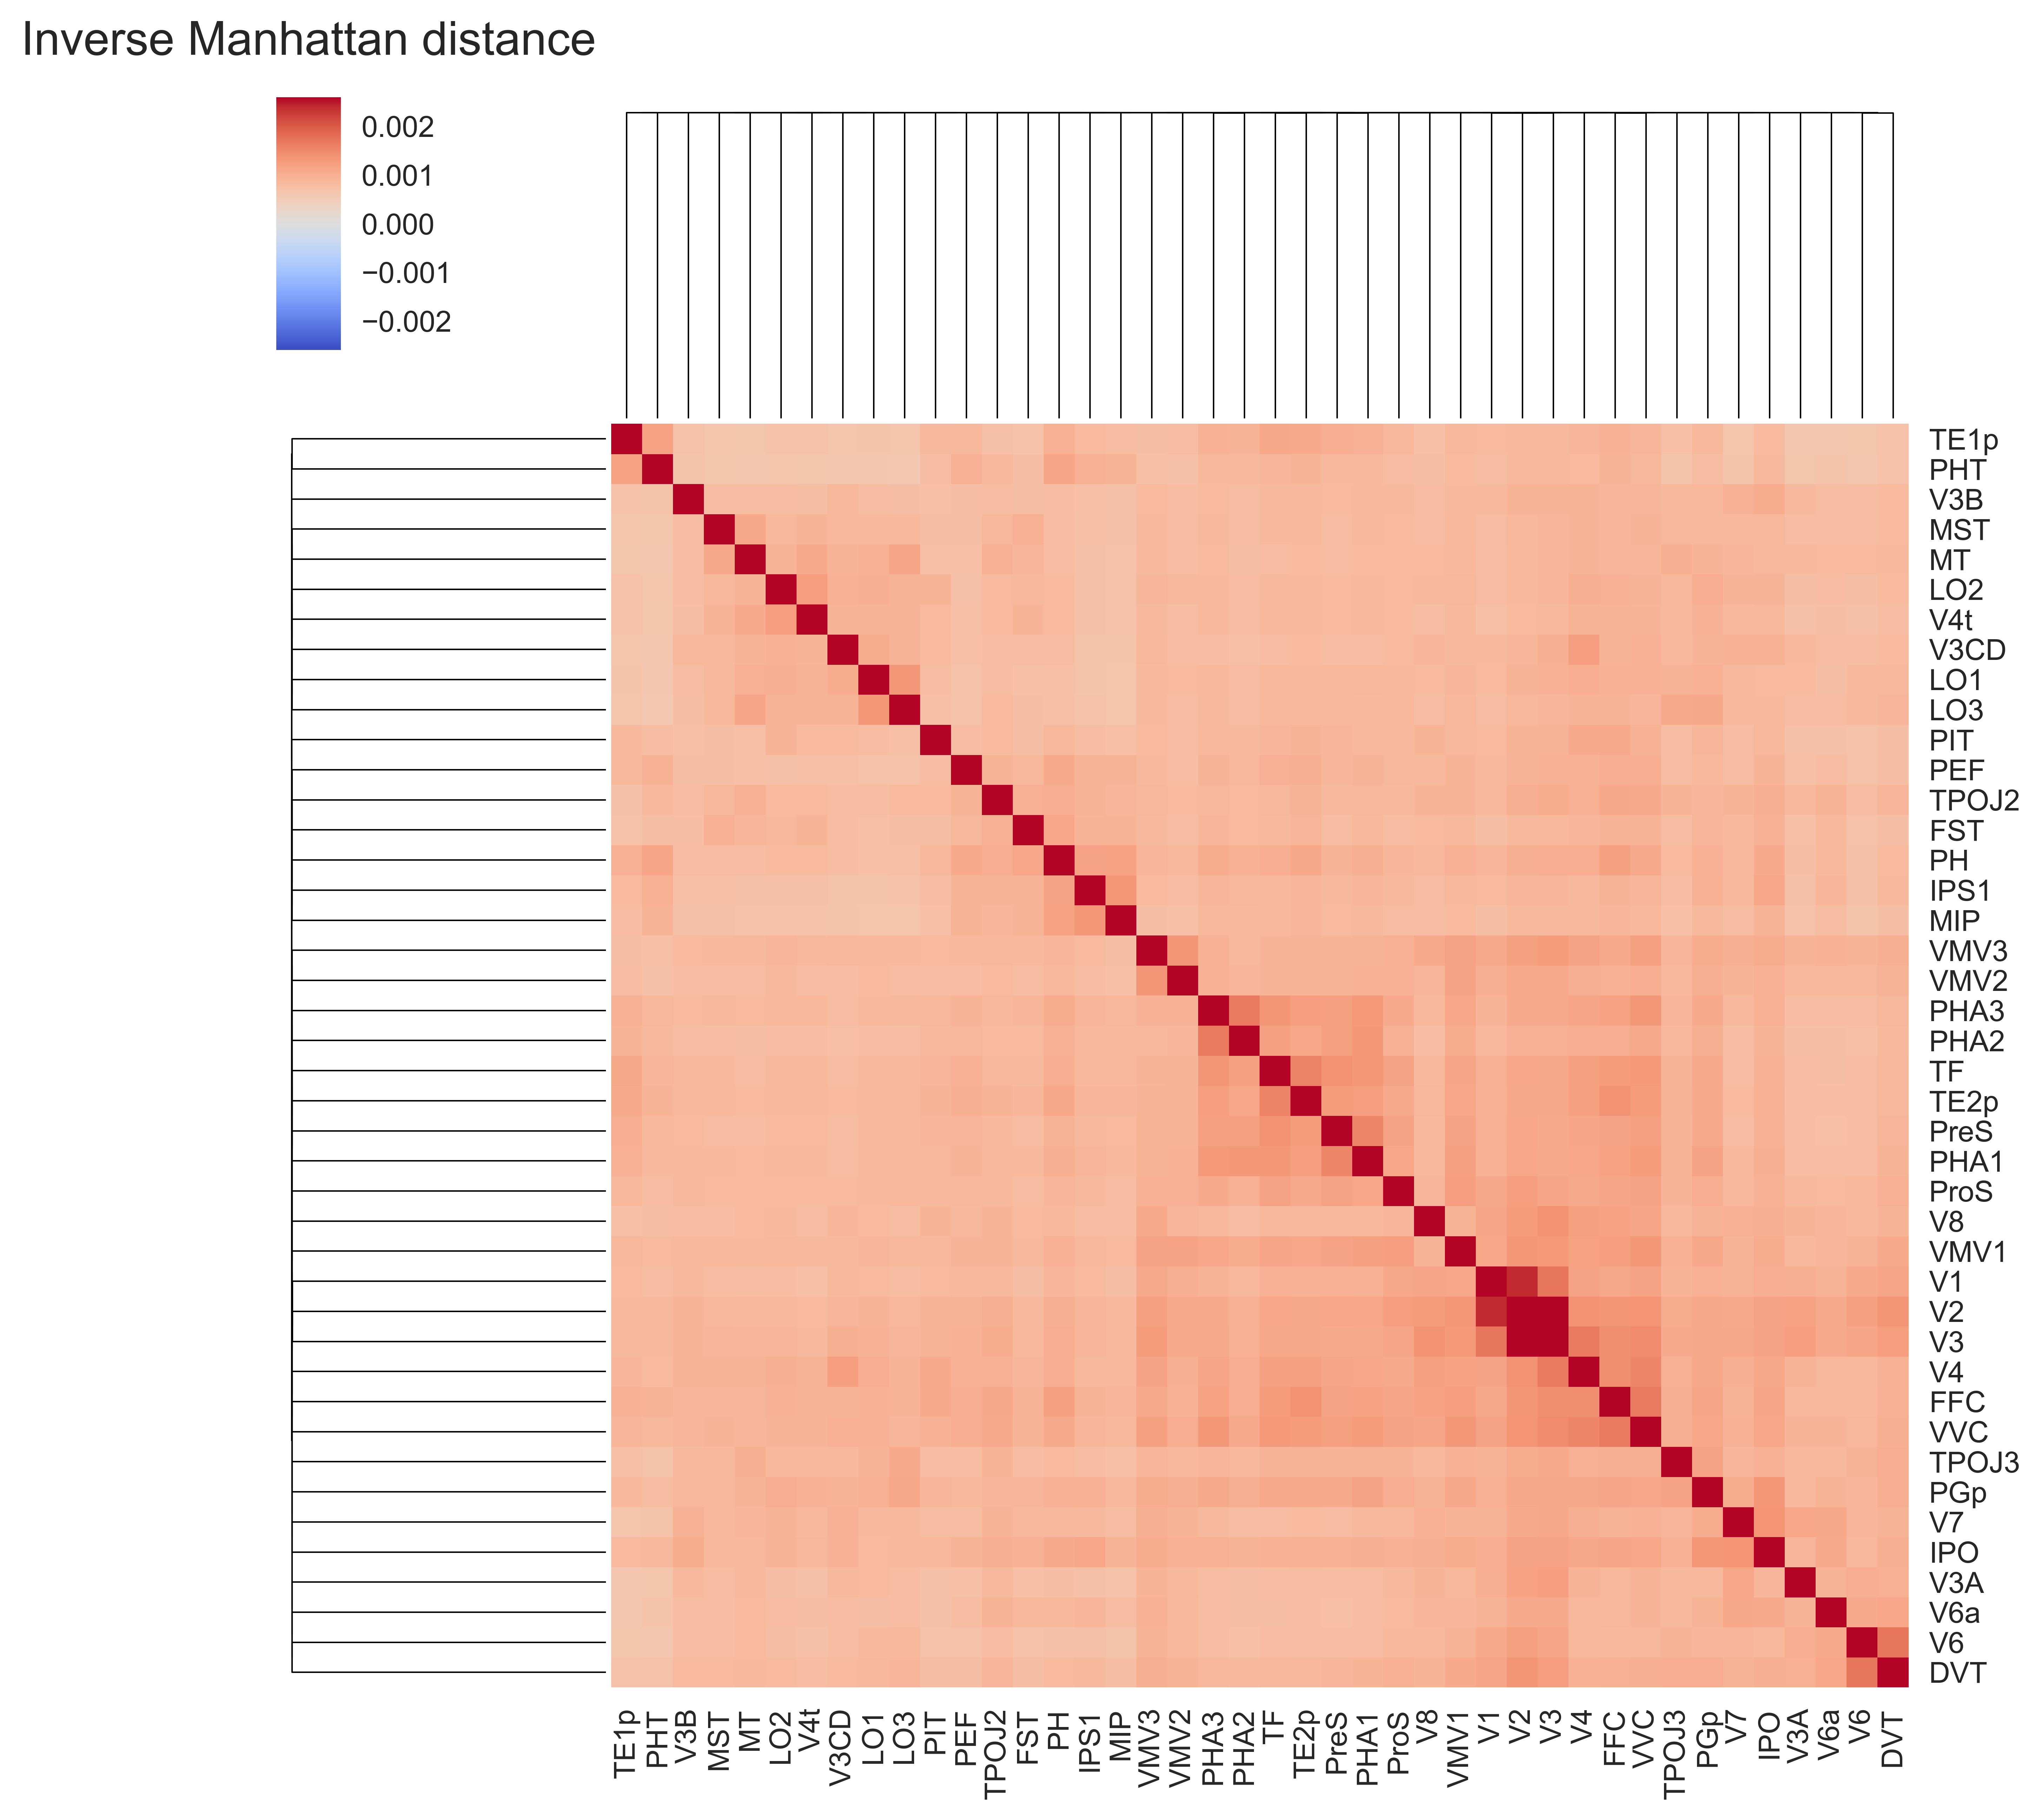 Inverse Manhattan distance
0.002
0.001
0.000
−0.001
−0.002
TE1p
PHT
V3B
MST
MT
LO2
V4t
V3CD
LO1
LO3
PIT
PEF
TPOJ2
FST
PH
IPS1
MIP
VMV3
VMV2
PHA3
PHA2
TF
TE2p
PreS
PHA1
ProS
V8
VMV1
V1
V2
V3
V4
FFC
VVC
TPOJ3
PGp
V7
IPO
V3A
V6a
V6
DVT
TE1p PHT V3B MST MT LO2 V4t V3CD LO1 LO3 PIT PEF TPOJ2 FST PH IPS1 MIP VMV3 VMV2 PHA3 PHA2 TF TE2p PreS PHA1 ProS V8 VMV1 V1 V2 V3 V4 FFC VVC TPOJ3 PGp V7 IPO V3A V6a V6 DVT